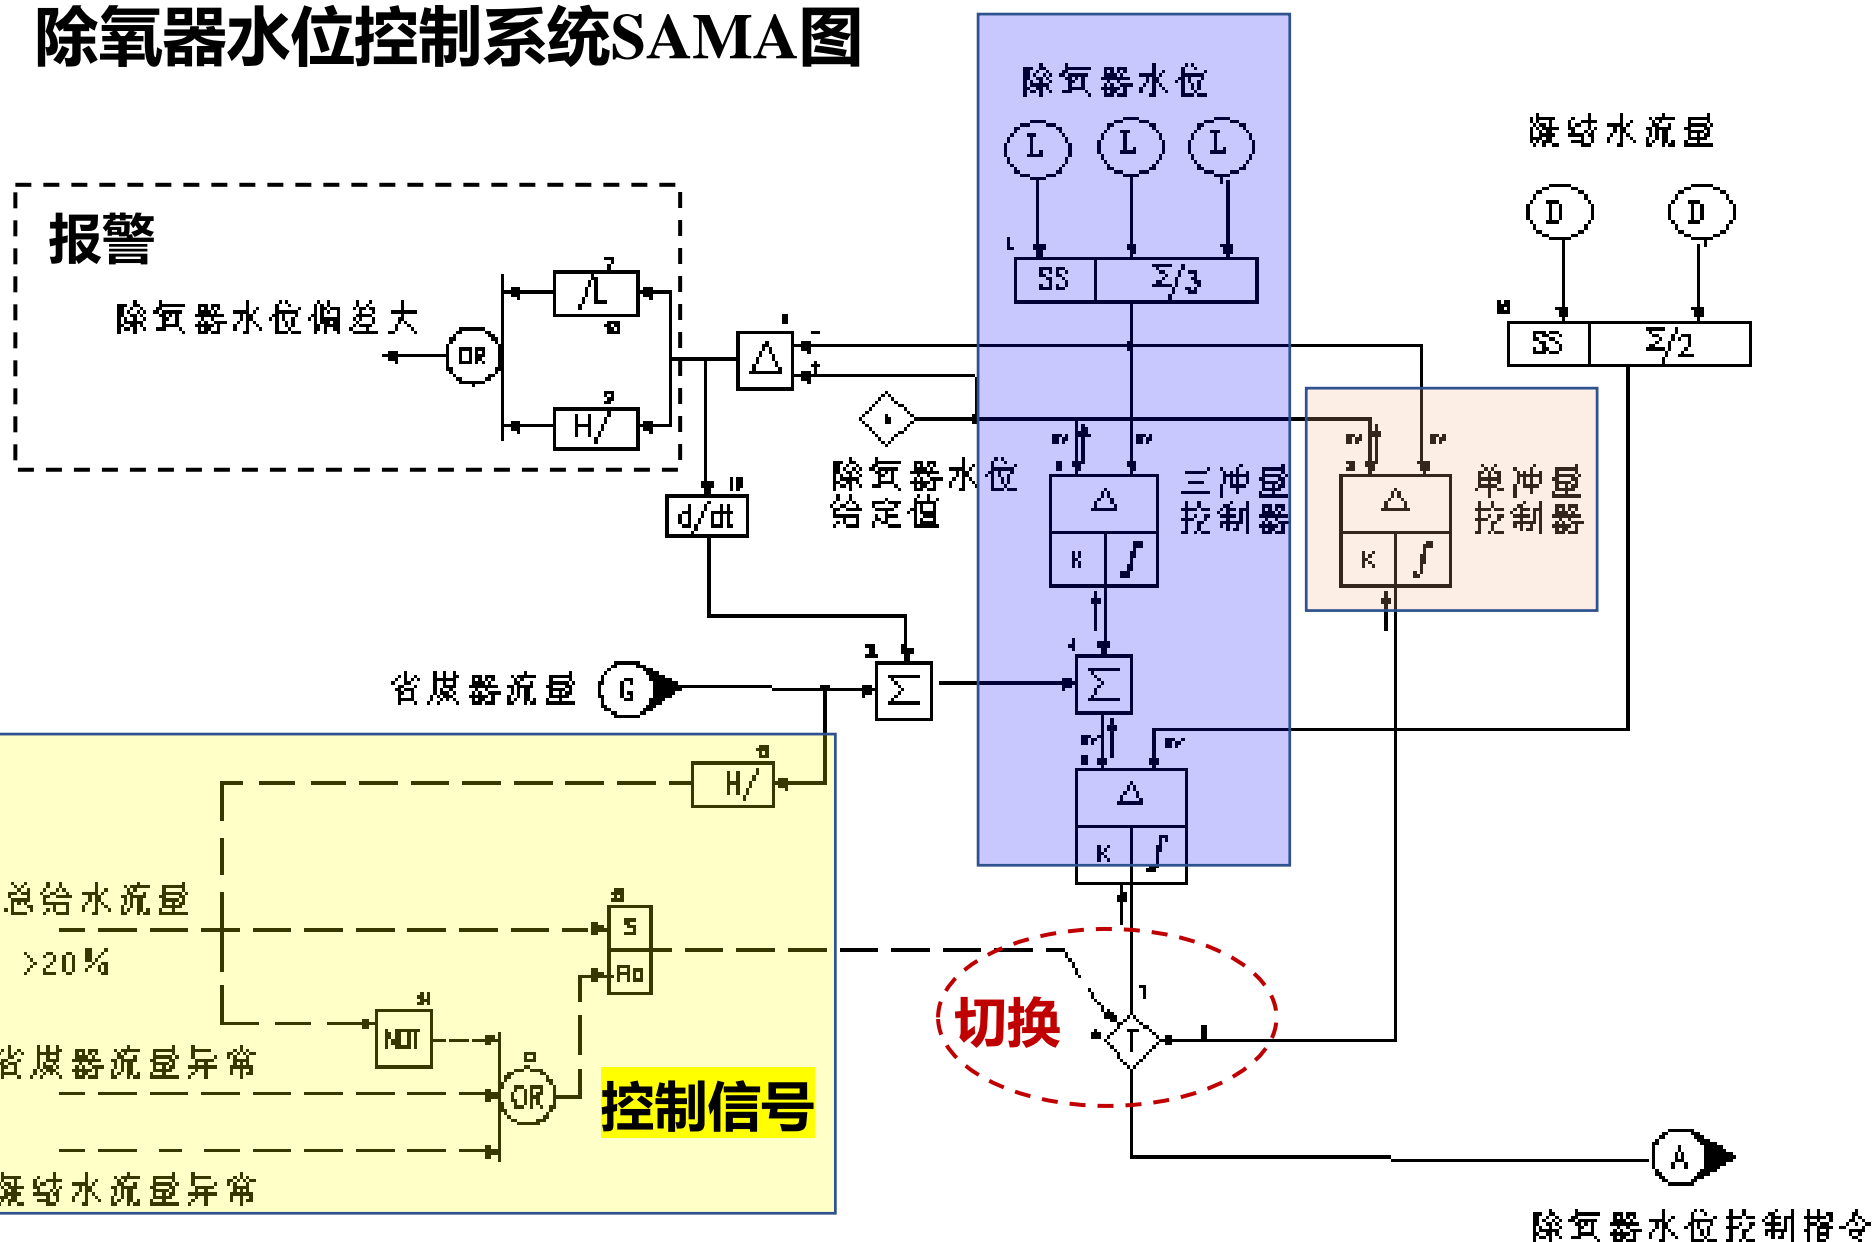 除氧器水位控制系统SAMA图
除氧器水位
L
L
L
凝结水流量
D
D
报警
SS
Σ/3
/L
除氧器水位偏差大
OR
Δ
SS
Σ/2
H/
除氧器水位
给定值
d/dt
Δ
K ∫
三冲量
控制器
Δ
K ∫
单冲量
控制器
省煤器流量
G
Σ
Σ
H/
Δ
K ∫
总给水流量
>20%
S
Ro
切换
T
NOT
省煤器流量异常
OR
控制信号
凝结水流量异常
A
除氧器水位控制指令